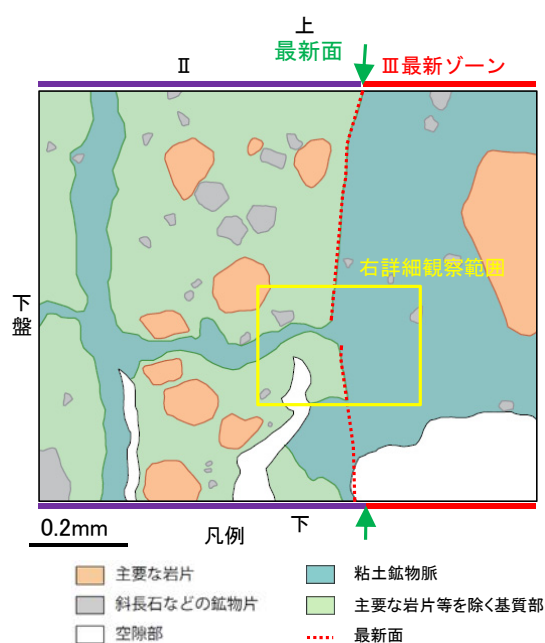 上
最新面
Ⅱ
Ⅲ最新ゾーン
右詳細観察範囲
下盤
0.2mm
凡例
下
主要な岩片
粘土鉱物脈
斜長石などの鉱物片
主要な岩片等を除く基質部
空隙部
最新面